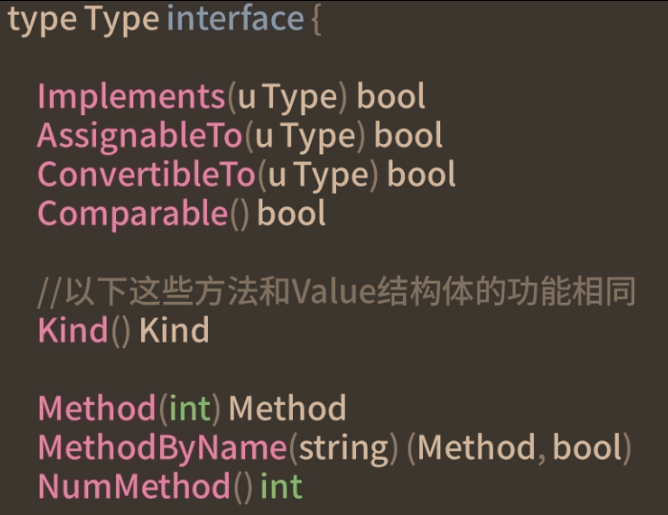 type Type interface {
Implements(u Type) bool
AssignableTo(u Type) bool
ConvertibleTo(u Type) bool
Comparable() bool
//以下这些方法和Value结构体的功能相同
Kind() Kind
Method(int) Method
MethodByName(string) (Method, bool)
NumMethod() int